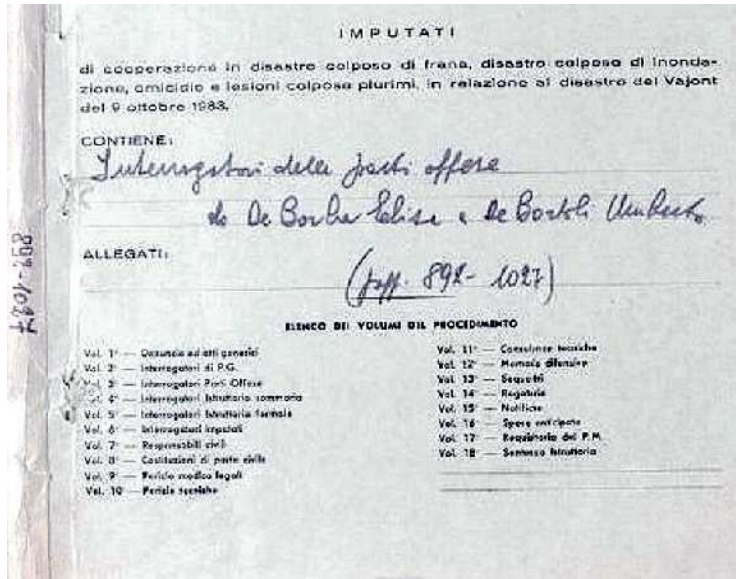 IMPUTATI
di cooperazione in disastro colposo di frana, disastro colposo di inonda-
zione, omicidio e lesioni colpose plurimi, in relazione al disastro del Vajont
del 9 ottobre 1963.
CONTIENE:
Interrogatori delle parti offese
da De Barba Elisa a De Bortoli Umberto
ALLEGATI:
892-1027)
892-1027
ELENCO DEI VOLUMI DEL PROCEDIMENTO
Vol. 1° — Denuncia ed atti generici
Vol. 2° — Interrogatori di P.G.
Vol. 3° — Interrogatori Parti Offese
Vol. 4° — Interrogatori Istruttoria sommaria
Vol. 5° — Interrogatori Istruttoria formale
Vol. 6° — Interrogatori imputati
Vol. 7° — Responsabili civili
Vol. 8° — Costituzioni di parte civile
Vol. 9° — Perizie medico legali
Vol. 10 — Perizie tecniche
Vol. 11° — Consulenze tecniche
Vol. 12° — Memorie difensive
Vol. 13° — Sequestri
Vol. 14 — Rogatorie
Vol. 15 — Notifiche
Vol. 16 — Spese anticipate
Vol. 17 — Requisitoria del P.M.
Vol. 18 — Sentenza Istruttoria